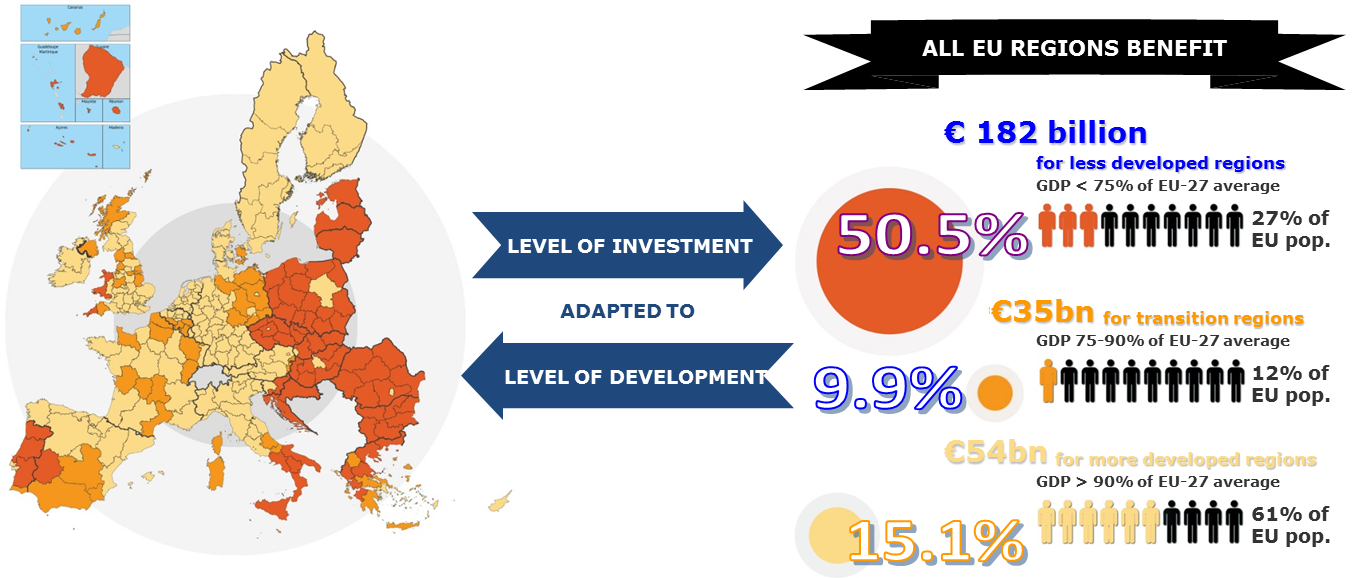 Canarias
Guadeloupe
Martinique
Guyane
Mayotte
Réunion
Açores
Madeira
ALL EU REGIONS BENEFIT
€ 182 billion
for less developed regions
GDP < 75% of EU-27 average
50.5%
27% of
EU pop.
LEVEL OF INVESTMENT
ADAPTED TO
LEVEL OF DEVELOPMENT
€35bn for transition regions
GDP 75-90% of EU-27 average
9.9%
12% of
EU pop.
€54bn for more developed regions
GDP > 90% of EU-27 average
15.1%
61% of
EU pop.